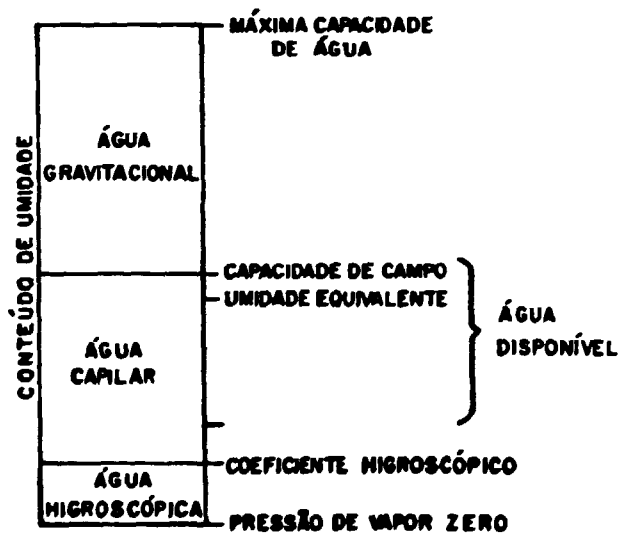 MÁXIMA CAPACIDADE
DE ÁGUA
CONTEÚDO DE UMIDADE
ÁGUA
GRAVITACIONAL
CAPACIDADE DE CAMPO
UMIDADE EQUIVALENTE
ÁGUA
DISPONÍVEL
ÁGUA
CAPILAR
COEFICIENTE HIGROSCÓPICO
ÁGUA
HIGROSCÓPICA
PRESSÃO DE VAPOR ZERO